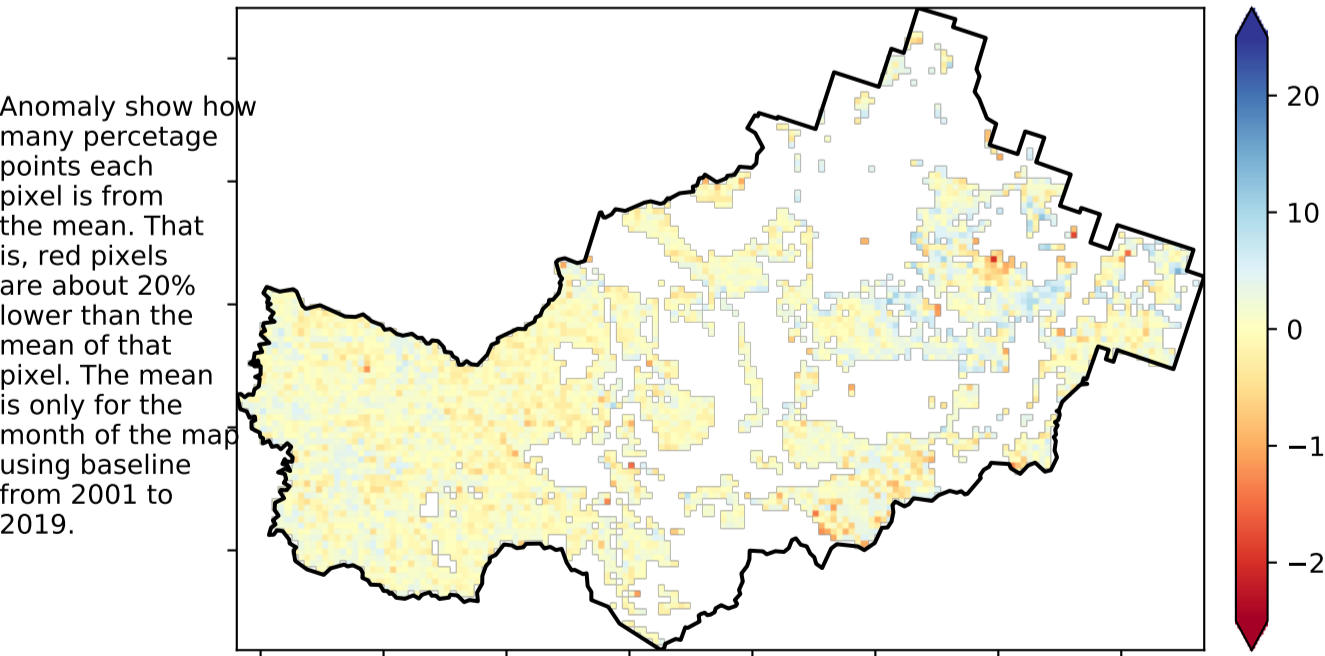 Anomaly show how
many percetage
points each
pixel is from
the mean. That
is, red pixels
are about 20%
lower than the
mean of that
pixel. The mean
is only for the
month of the map
using baseline
from 2001 to
2019.
20
10
0
−1
−2